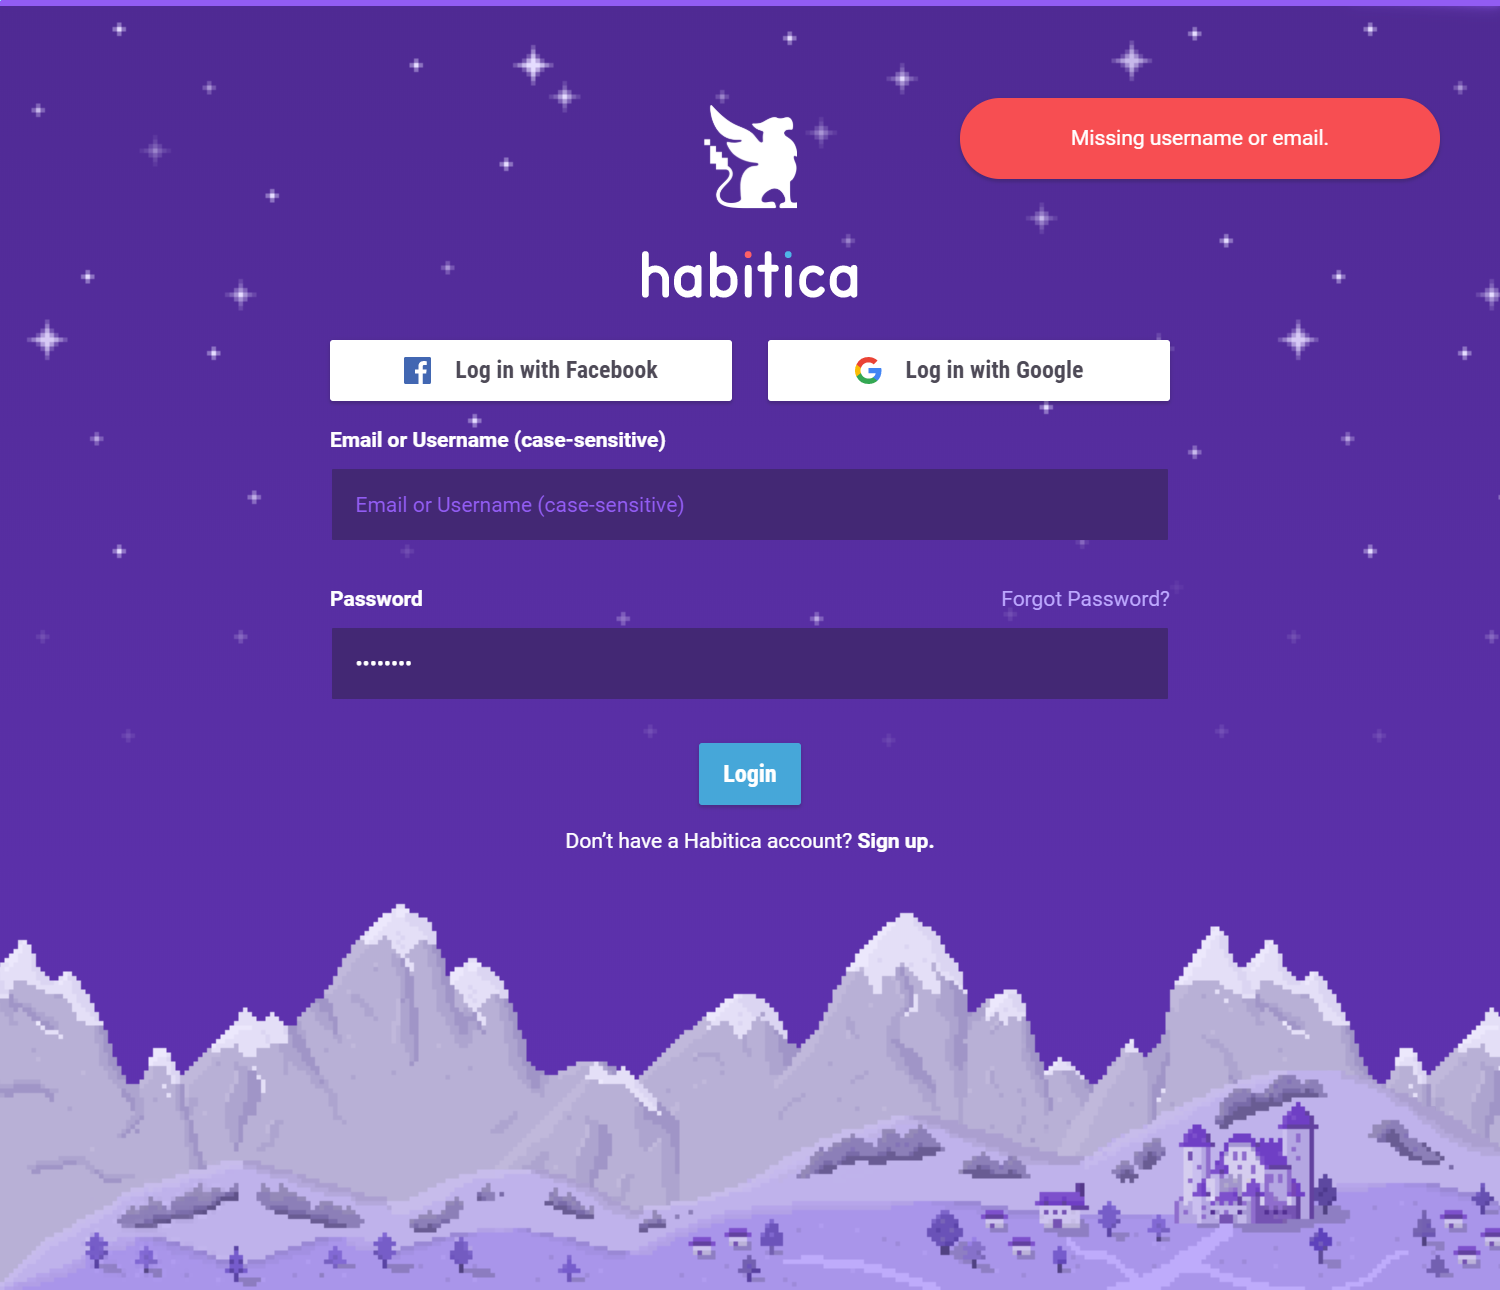 Missing username or email.
habitica
Log in with Facebook
Log in with Google
Email or Username (case-sensitive)
Email or Username (case-sensitive)
Password
Forgot Password?
••••••••
Login
Don’t have a Habitica account? Sign up.